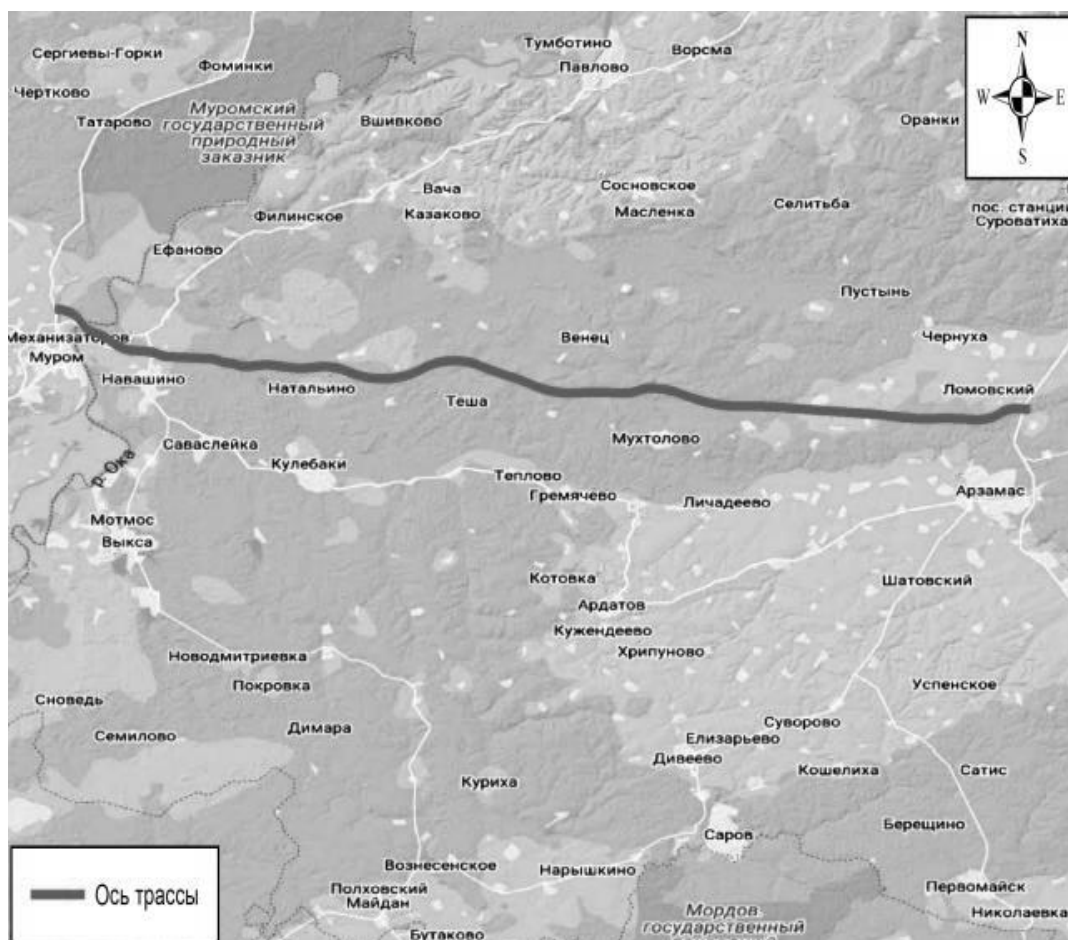 Сергиевы-Горки
Фоминки
Тумботино
Ворсма
Павлово
Чертково
Татарово
Муромский
государственный
природный
заказник
Вшивково
Оранки
N
W
E
S
Вача
Казаково
Филинское
Сосновское
Масленка
Селитьба
пос. станции
Суроватиха
Ефаново
Пустынь
Механизаторов
Муром
Венец
Чернуха
Навашино
Натальино
Теша
Ломовский
Мухтолово
Саваслейка
Кулебаки
р. Ока
Теплово
Гремячево
Личадеево
Арзамас
Мотмос
Выкса
Котовка
Ардатов
Шатовский
Кужендеево
Хрипуново
Новодмитриевка
Покровка
Успенское
Сноведь
Семилово
Димара
Суворово
Елизарьево
Дивеево
Кошелиха
Сатис
Куриха
Саров
Берещино
Вознесенское
Нарышкино
Первомайск
Полховский
Майдан
Николаевка
Бутаково
Мордов.
государственный
Ось трассы